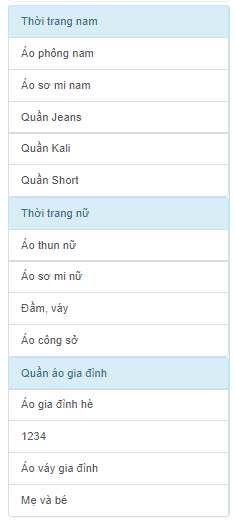 Thời trang nam
Áo phông nam
Áo sơ mi nam
Quần Jeans
Quần Kali
Quần Short
Thời trang nữ
Áo thun nữ
Áo sơ mi nữ
Đầm, váy
Áo công sở
Quần áo gia đình
Áo gia đình hè
1234
Áo váy gia đình
Mẹ và bé